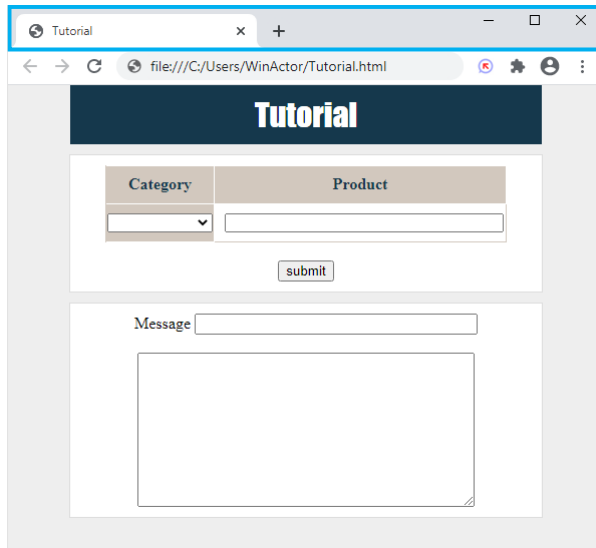 Tutorial
file:///C:/Users/WinActor/Tutorial.html
Tutorial
Category Product
submit
Message